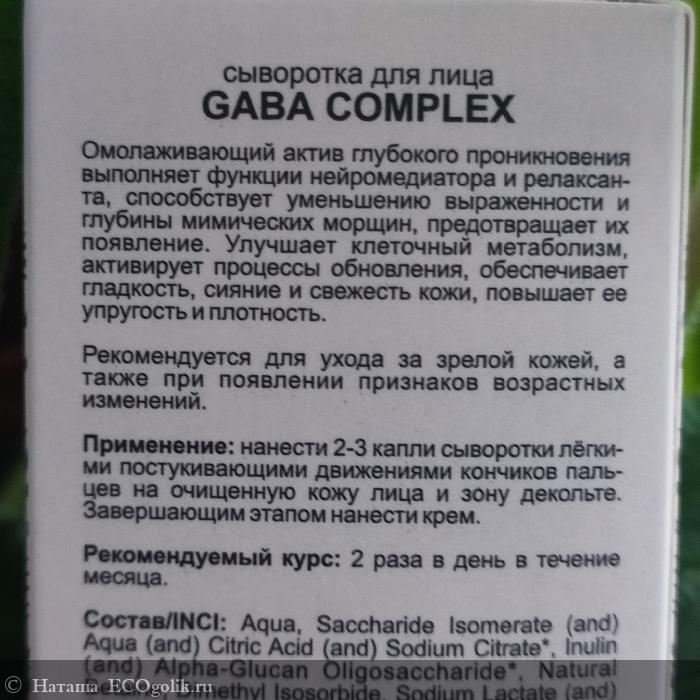 сыворотка для лица
GABA COMPLEX
Омолаживающий актив глубокого проникновения
выполняет функции нейромедиатора и релаксан-
та, способствует уменьшению выраженности и
глубины мимических морщин, предотвращает их
появление. Улучшает клеточный метаболизм,
активирует процессы обновления, обеспечивает
гладкость, сияние и свежесть кожи, повышает ее
упругость и плотность.
Рекомендуется для ухода за зрелой кожей, а
также при появлении признаков возрастных
изменений.
Применение: нанести 2-3 капли сыворотки лёгки-
ми постукивающими движениями кончиков паль-
цев на очищенную кожу лица и зону декольте.
Завершающим этапом нанести крем.
Рекомендуемый курс: 2 раза в день в течение
месяца.
Состав/INCI: Aqua, Saccharide Isomerate (and)
Aqua (and) Citric Acid (and) Sodium Citrate*, Inulin
(and) Alpha-Glucan Oligosaccharide*, Natural
Dimethyl Isosorbide, Sodium Lactate (and)
© Наташа ECOgolik.ru